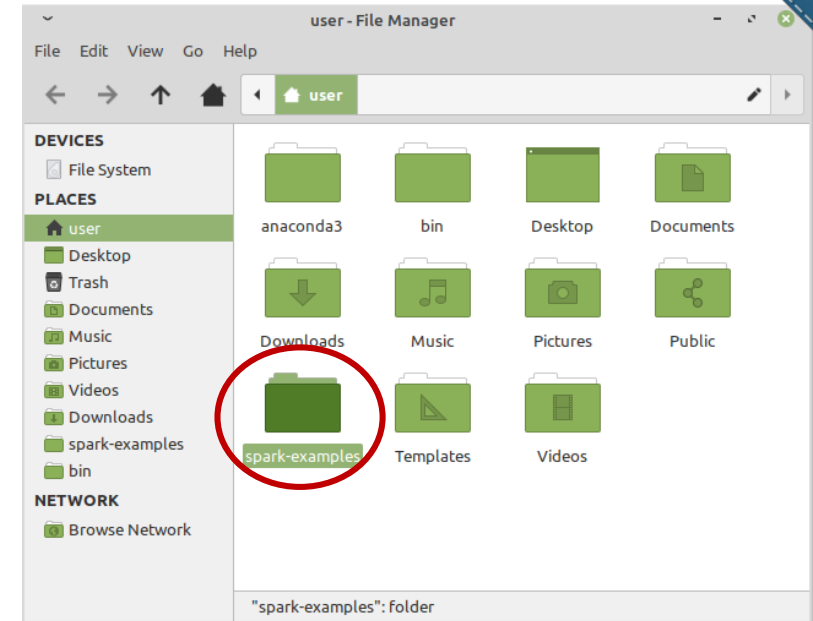 user - File Manager
File Edit View Go Help
user
DEVICES
File System
PLACES
user
Desktop
Trash
Documents
Music
Pictures
Videos
Downloads
spark-examples
bin
NETWORK
Browse Network
anaconda3 bin Desktop Documents
Downloads Music Pictures Public
spark-examples Templates Videos
"spark-examples": folder